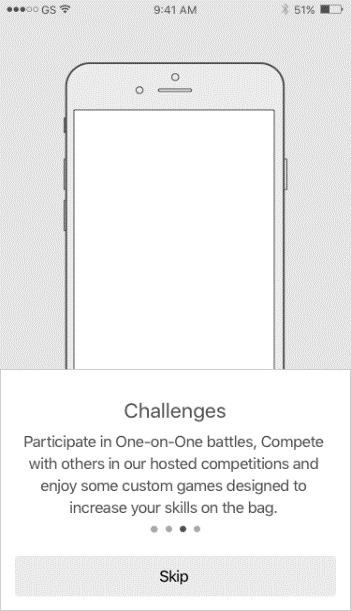 GS 9:41 AM 51%
Challenges
Participate in One-on-One battles, Compete
with others in our hosted competitions and
enjoy some custom games designed to
increase your skills on the bag.
Skip